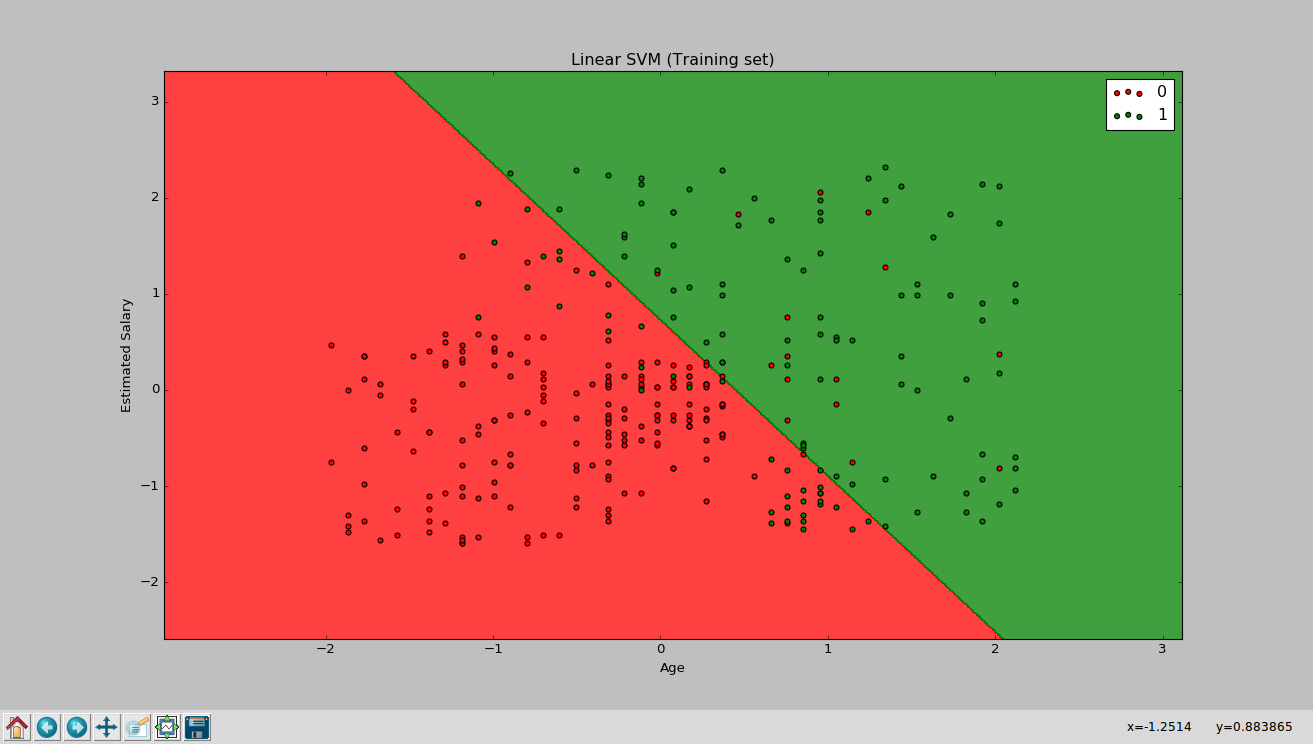 Linear SVM (Training set)
0
1
3
2
1
0
−1
−2
Estimated Salary
−2 −1 0 1 2 3
Age
x=-1.2514 y=0.883865